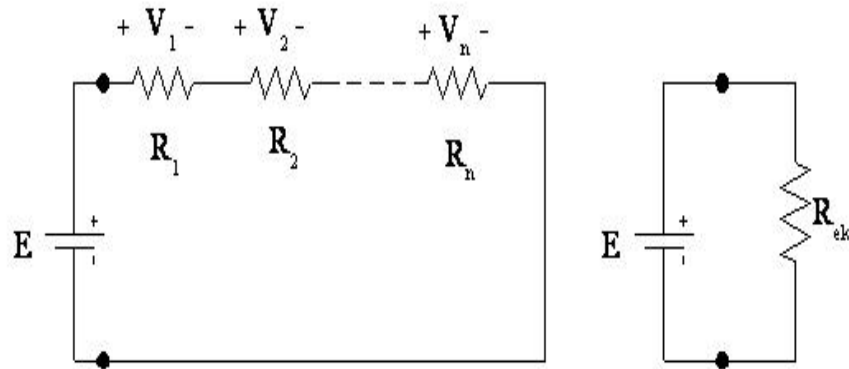 + V₁ - + V₂ - + Vₙ -
R₁ R₂ Rₙ
E + - E + - Rₑₖ